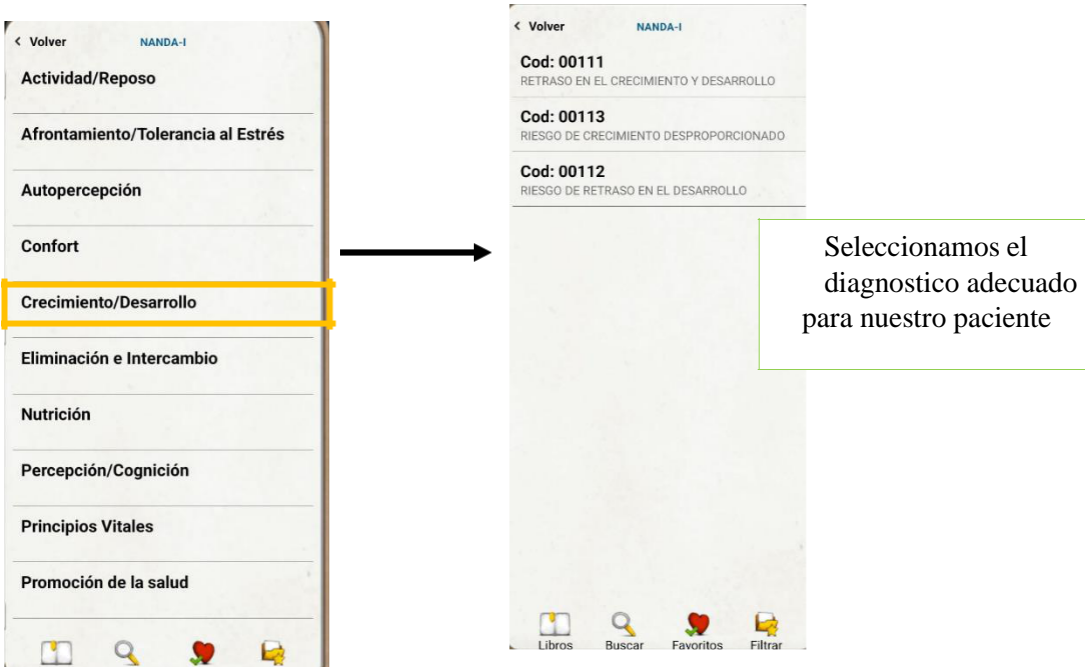 < Volver NANDA-I
Actividad/Reposo
Afrontamiento/Tolerancia al Estrés
Autopercepción
Confort
Crecimiento/Desarrollo
Eliminación e Intercambio
Nutrición
Percepción/Cognición
Principios Vitales
Promoción de la salud
< Volver NANDA-I
Cod: 00111
RETRASO EN EL CRECIMIENTO Y DESARROLLO
Cod: 00113
RIESGO DE CRECIMIENTO DESPROPORCIONADO
Cod: 00112
RIESGO DE RETRASO EN EL DESARROLLO
Libros Buscar Favoritos Filtrar
Seleccionamos el
diagnostico adecuado
para nuestro paciente